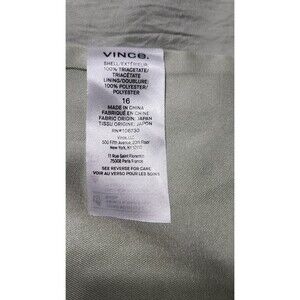 VINCE.
SHELL/EXTÉRIEUR
100% TRIACETATE/
TRIACÉTATE
LINING/DOUBLURE:
100% POLYESTER/
POLYESTER
16
MADE IN CHINA
FABRIQUÉ EN CHINE
FABRIC ORIGIN: JAPAN
TISSU ORIGINE: JAPON
RN#106730
Vince, LLC
500 Fifth Avenue, 20th Floor
New York, NY 10110
11 Rue Saint Florentin
75008 Paris France
SEE REVERSE FOR CARE
VOIR AU VERSO POUR LES SOINS